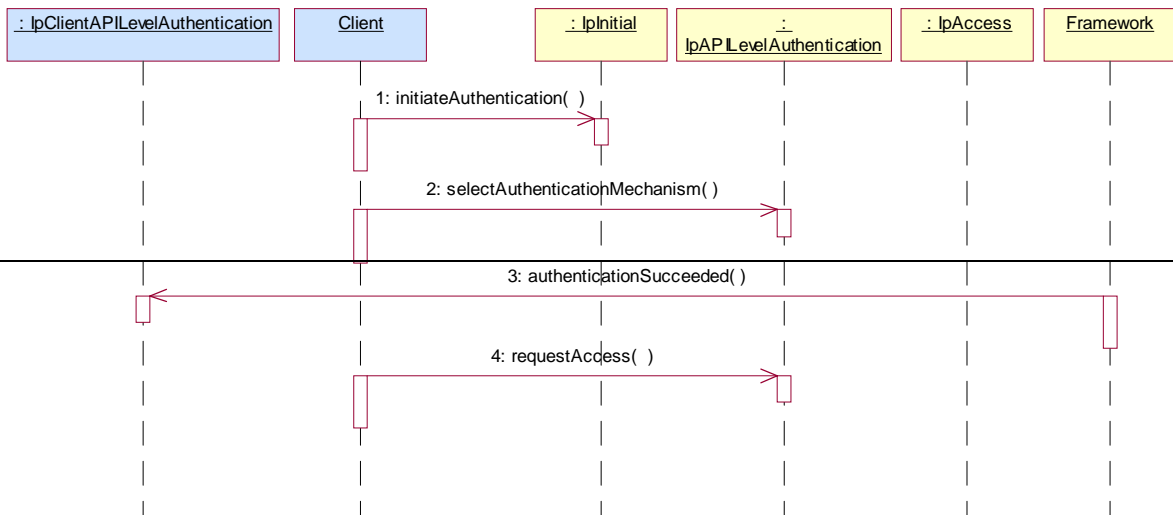 : IpClientAPILevelAuthentication
Client
: IpInitial
:
IpAPILevelAuthentication
: IpAccess
Framework
1: initiateAuthentication( )
2: selectAuthenticationMechanism( )
3: authenticationSucceeded( )
4: requestAccess( )